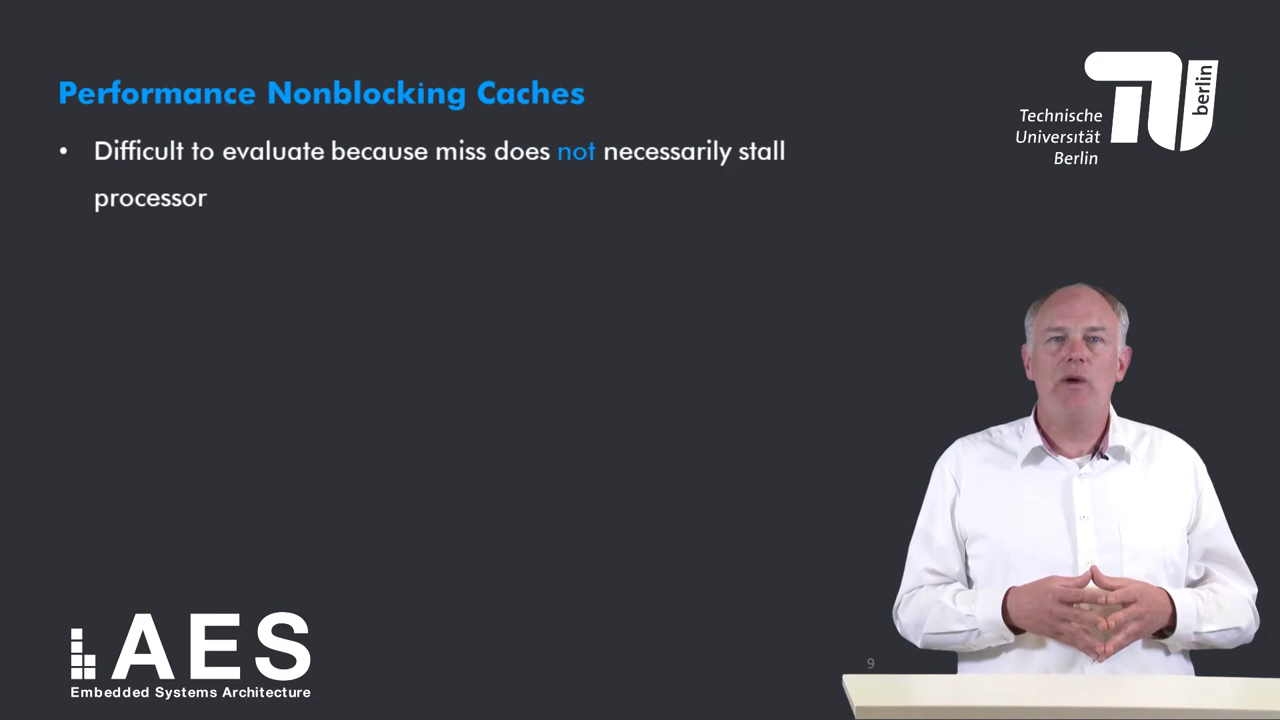 Performance Nonblocking Caches
• Difficult to evaluate because miss does not necessarily stall
processor
Technische
Universität
Berlin
berlin
AES
Embedded Systems Architecture
9